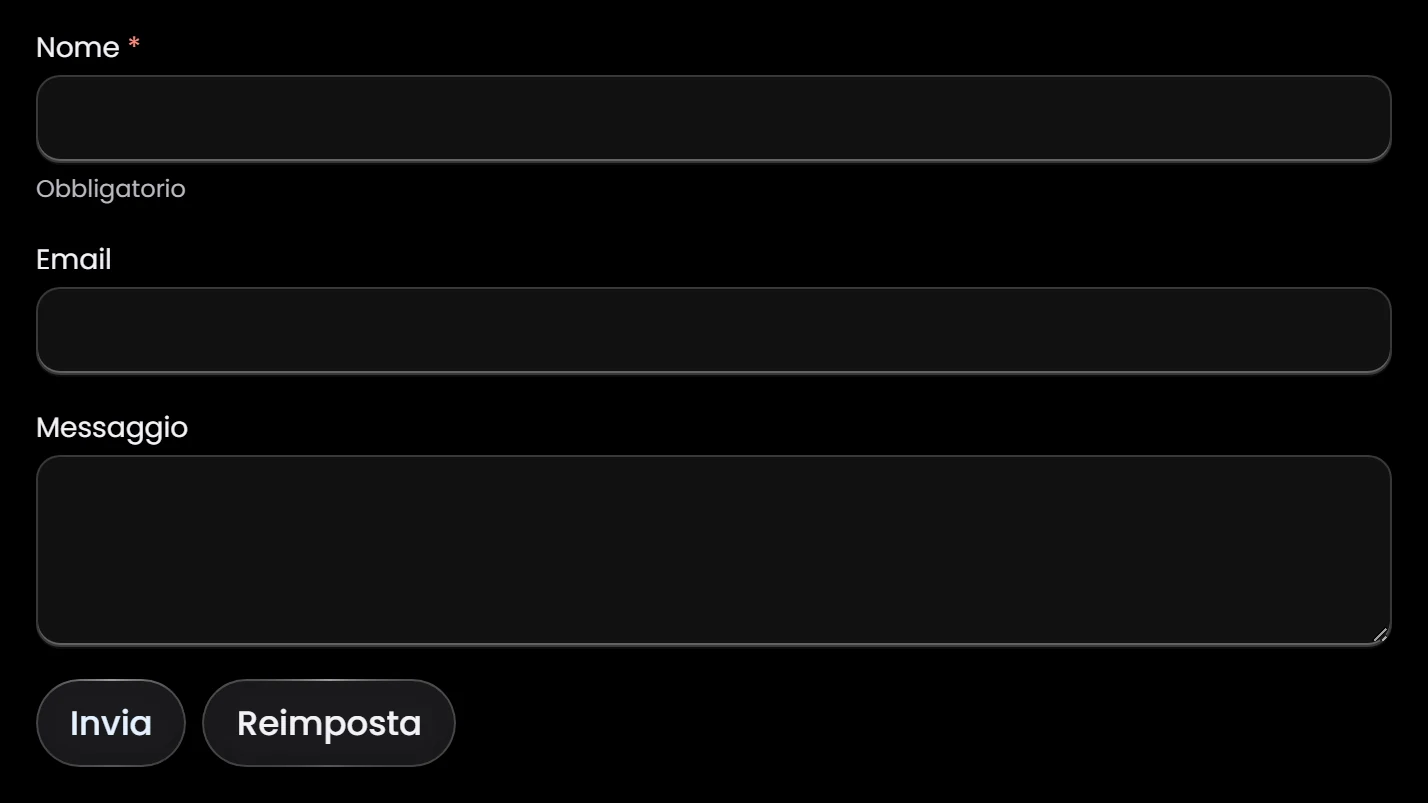 Nome *
Obbligatorio
Email
Messaggio
Invia
Reimposta